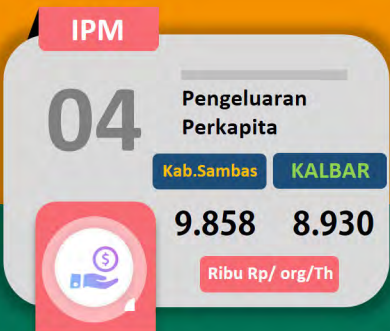 IPM
04
Pengeluaran
Perkapita
Kab.Sambas KALBAR
9.858 8.930
Ribu Rp/ org/Th
$